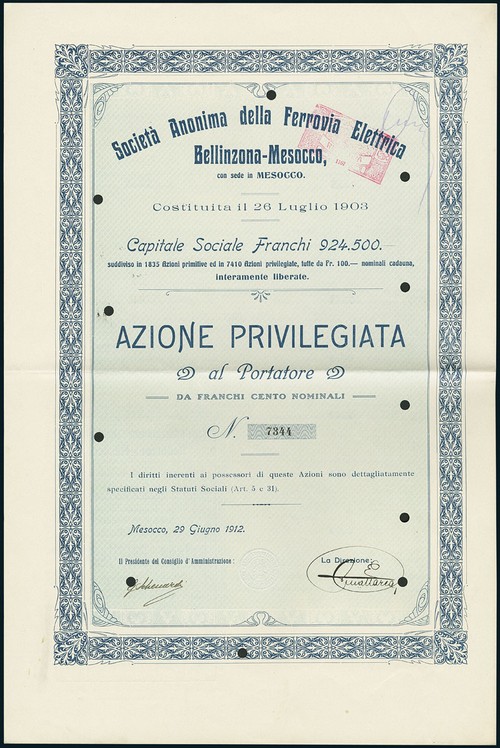 Società Anonima della Ferrovia Elettrica
Bellinzona-Mesocco,
con sede in MESOCCO.
Costituita il 26 Luglio 1903
Capitale Sociale Franchi 924.500.
suddiviso in 1835 Azioni primitive ed in 7410 Azioni privilegiate, tutte da Fr. 100.— nominali cadauna,
interamente liberate.
AZIONE PRIVILEGIATA
al Portatore
DA FRANCHI CENTO NOMINALI
N. 7344
I diritti inerenti ai possessori di queste Azioni sono dettagliatamente
specificati negli Statuti Sociali (Art. 5 e 31).
Mesocco, 29 Giugno 1912.
Il Presidente del Consiglio d'Amministrazione:
La Direzione: